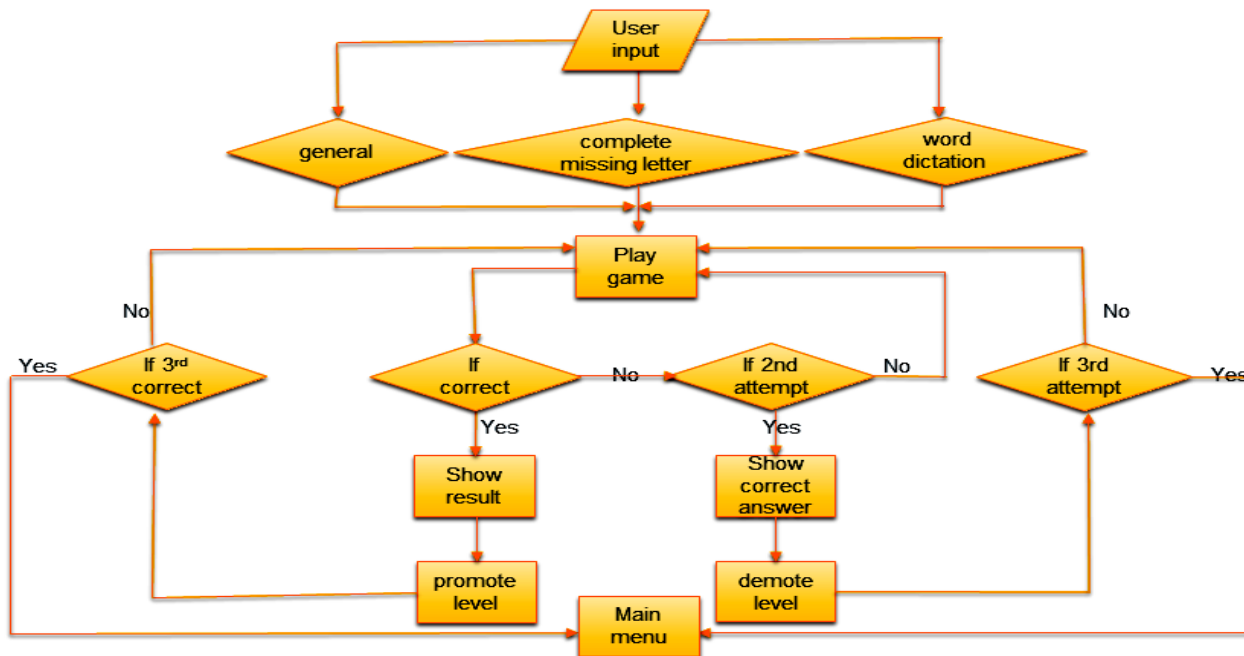 User
input
general
complete
missing letter
word
dictation
Play
game
No
No
Yes
If 3rd
correct
If
correct
No
If 2nd
attempt
No
If 3rd
attempt
Yes
Yes
Yes
Show
result
Show
correct
answer
promote
level
demote
level
Main
menu